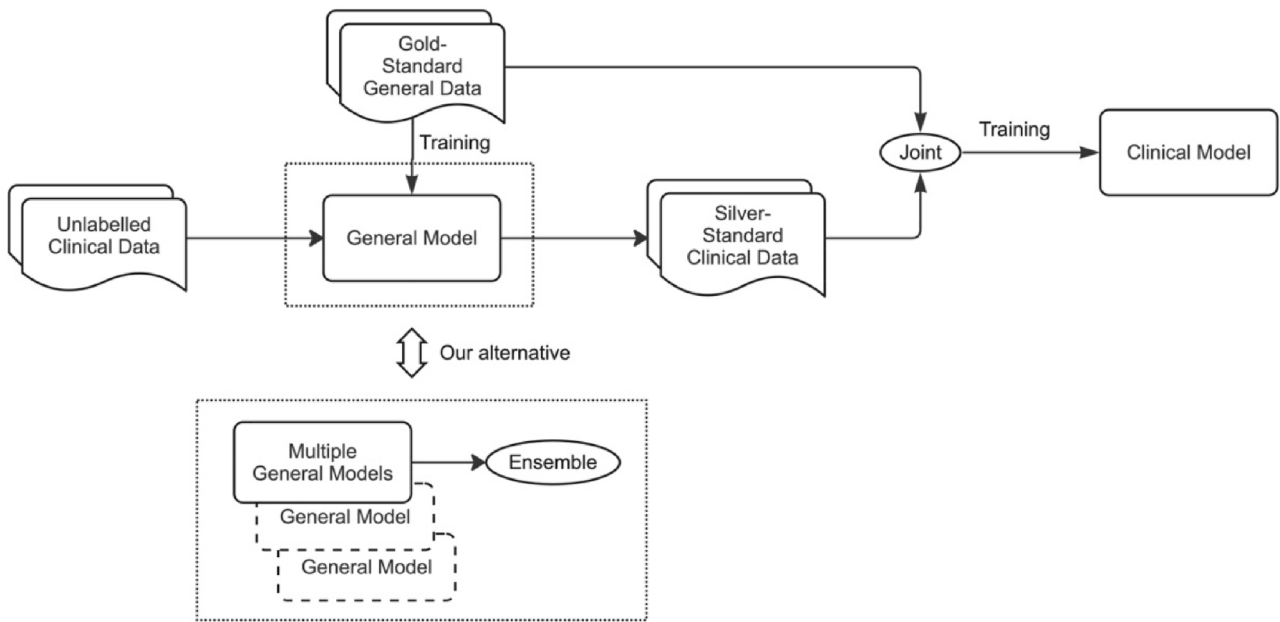 Gold-
Standard
General Data
Training
Training
Joint
Clinical Model
Unlabelled
Clinical Data
General Model
Silver-
Standard
Clinical Data
Our alternative
Multiple
General Models
Ensemble
General Model
General Model